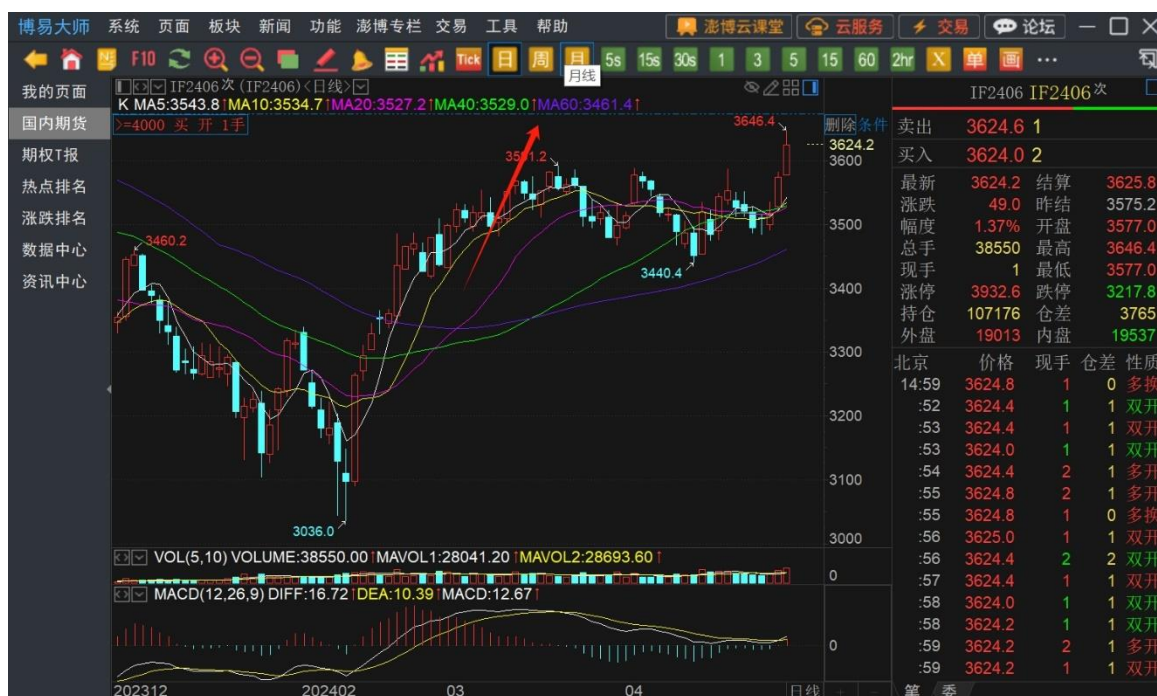 博易大师 系统 页面 板块 新闻 功能 澎博专栏 交易 工具 帮助 澎博云课堂 云服务 交易 论坛
F10 Tick 日 周 月 5s 15s 30s 1 3 5 15 60 2hr X 单 画 ...
月线
我的页面
国内期货
期权T报
热点排名
涨跌排名
数据中心
资讯中心
IF2406次(IF2406)<日线>
K MA5:3543.8↑MA10:3534.7↑MA20:3527.2↑MA40:3529.0↑MA60:3461.4↑
>=4000 买 开 1手
删除条件
3646.4
3624.2
3600
3460.2
3500
3440.4
3400
3300
3200
3100
3036.0
3000
VOL(5,10) VOLUME:38550.00↑MAVOL1:28041.20↑MAVOL2:28693.60↑
0
MACD(12,26,9) DIFF:16.72↑DEA:10.39↑MACD:12.67↑
0
202312 202402 03 04 日线 + -
IF2406 IF2406次
卖出 3624.6 1
买入 3624.0 2
最新 3624.2 结算 3625.8
涨跌 49.0 昨结 3575.2
幅度 1.37% 开盘 3577.0
总手 38550 最高 3646.4
现手 1 最低 3577.0
涨停 3932.6 跌停 3217.8
持仓 107176 仓差 3765
外盘 19013 内盘 19537
北京 价格 现手 仓差 性质
14:59 3624.8 1 0 多换
:52 3624.4 1 1 双开
:53 3624.4 1 1 双开
:53 3624.0 1 1 双开
:54 3624.4 2 1 多开
:55 3624.8 2 1 多开
:55 3624.8 1 0 多换
:56 3625.0 1 1 双开
:56 3624.4 2 2 双开
:57 3624.4 1 1 双开
:58 3624.0 1 1 双开
:58 3624.2 1 1 双开
:59 3624.2 2 1 多开
:59 3624.2 1 1 双开
笔 委